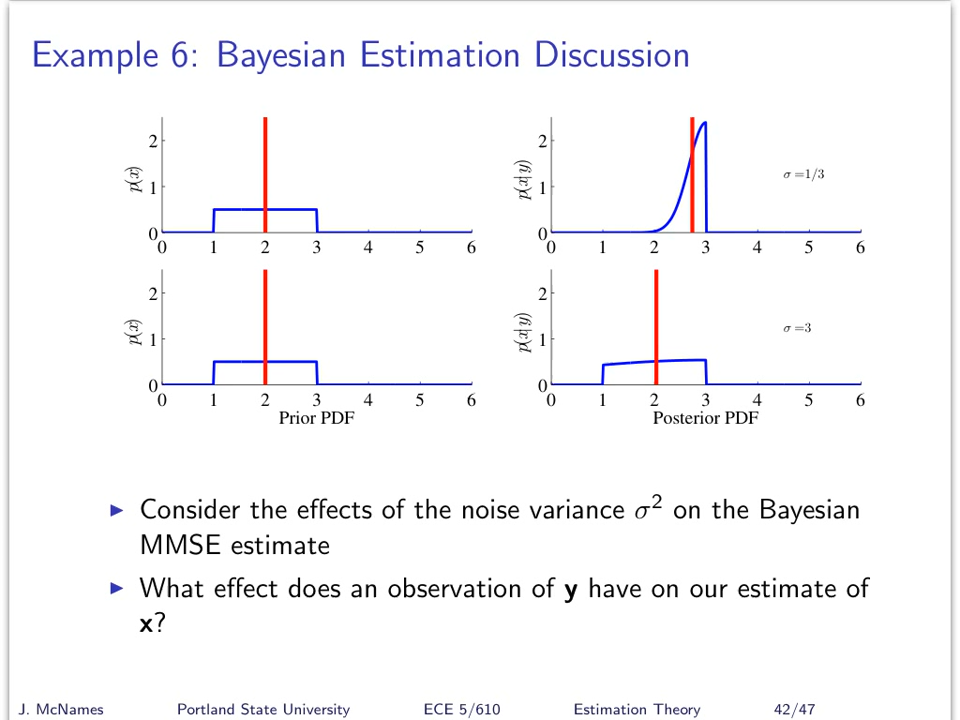 Example 6: Bayesian Estimation Discussion
2
1
0
p(x)
0 1 2 3 4 5 6
2
1
0
p(x|y)
σ =1/3
0 1 2 3 4 5 6
2
1
0
p(x)
0 1 2 3 4 5 6
Prior PDF
2
1
0
p(x|y)
σ =3
0 1 2 3 4 5 6
Posterior PDF
▶ Consider the effects of the noise variance σ² on the Bayesian
MMSE estimate
▶ What effect does an observation of y have on our estimate of
x?
J. McNames Portland State University ECE 5/610 Estimation Theory 42/47